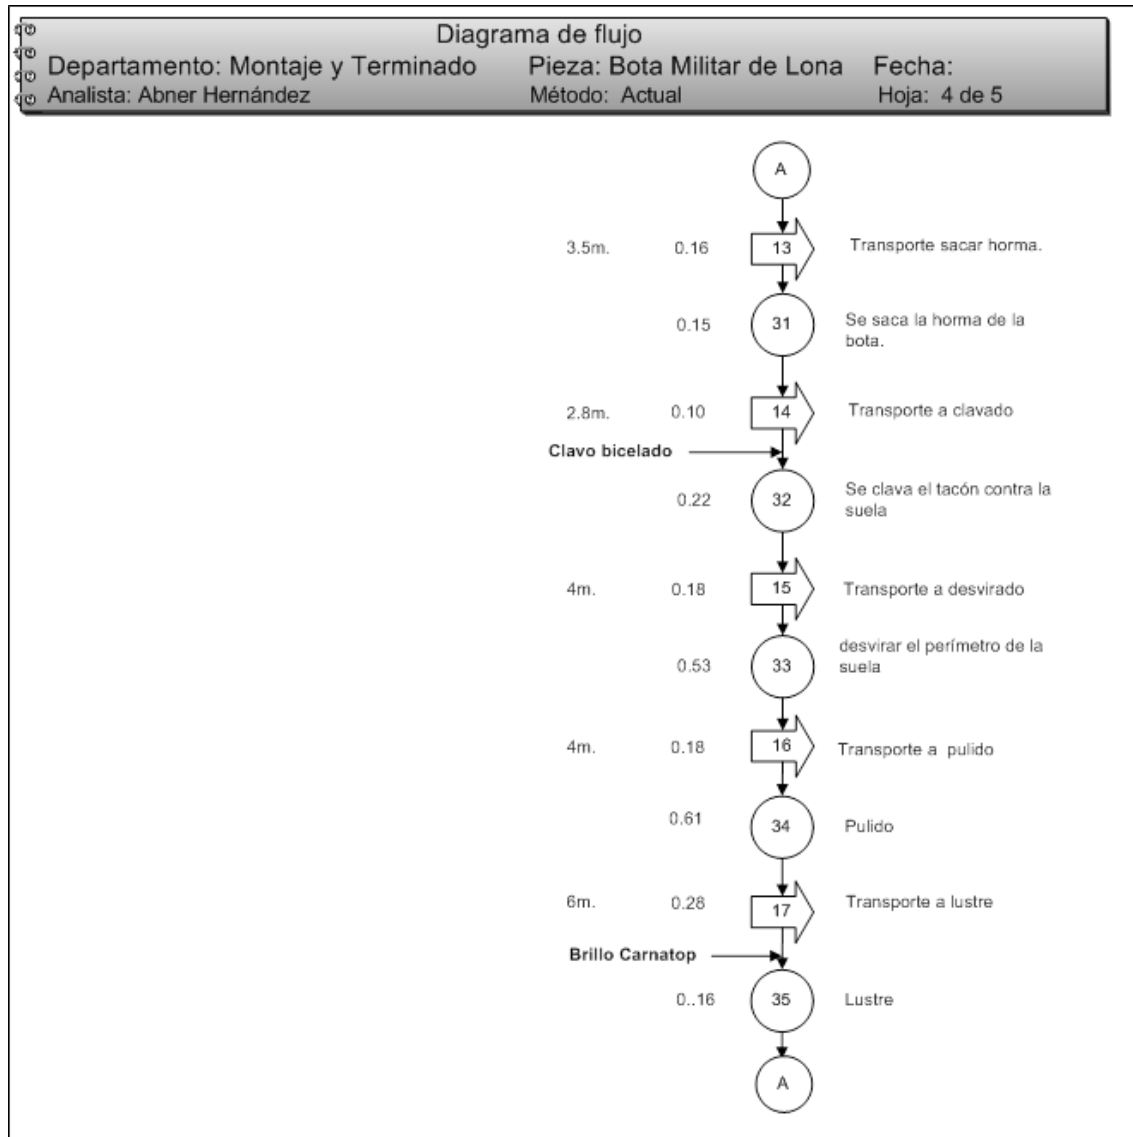 Diagrama de flujo
Departamento: Montaje y Terminado Pieza: Bota Militar de Lona Fecha:
Analista: Abner Hernández Método: Actual Hoja: 4 de 5
A
3.5m. 0.16 13 Transporte sacar horma.
0.15 31 Se saca la horma de la
bota.
2.8m. 0.10 14 Transporte a clavado
Clavo bicelado
0.22 32 Se clava el tacón contra la
suela
4m. 0.18 15 Transporte a desvirado
0.53 33 desvirar el perímetro de la
suela
4m. 0.18 16 Transporte a pulido
0.61 34 Pulido
6m. 0.28 17 Transporte a lustre
Brillo Carnatop
0..16 35 Lustre
A